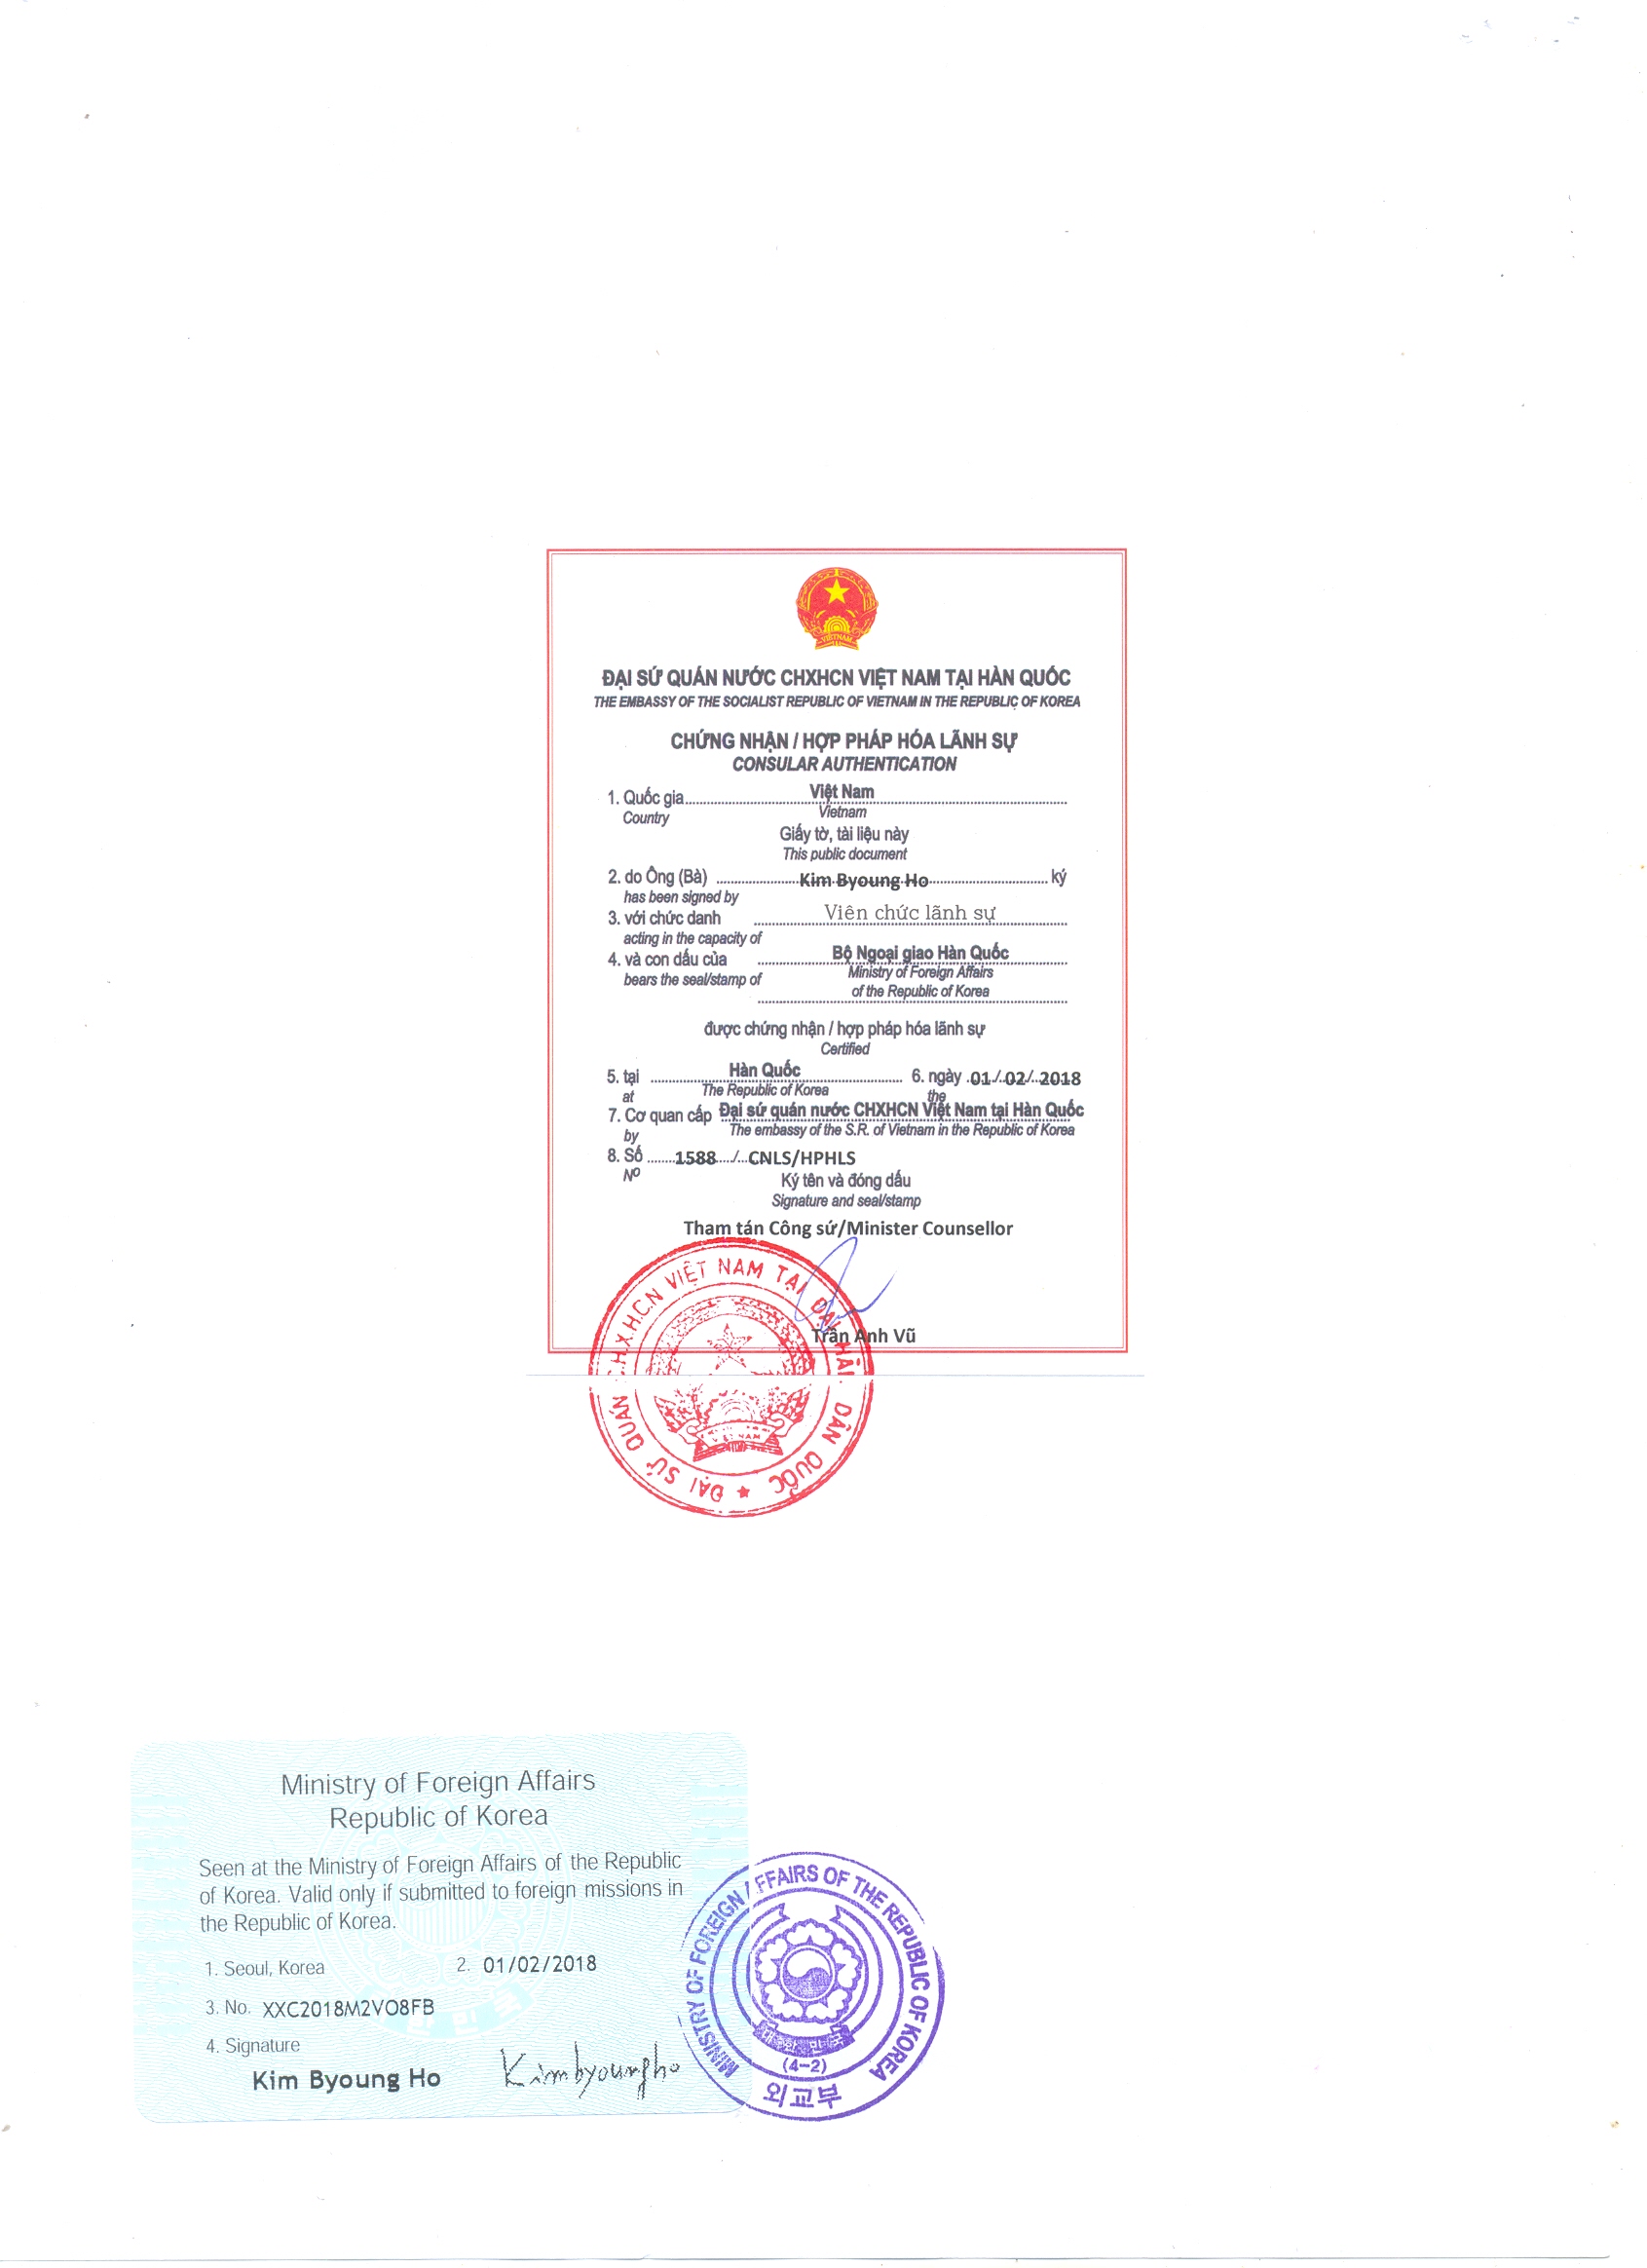 VIETNAM
ĐẠI SỨ QUÁN NƯỚC CHXHCN VIỆT NAM TẠI HÀN QUỐC
THE EMBASSY OF THE SOCIALIST REPUBLIC OF VIETNAM IN THE REPUBLIC OF KOREA
CHỨNG NHẬN / HỢP PHÁP HÓA LÃNH SỰ
CONSULAR AUTHENTICATION
1. Quốc gia Việt Nam
Country Vietnam
Giấy tờ, tài liệu này
This public document
2. do Ông (Bà) Kim Byoung Ho ký
has been signed by
3. với chức danh Viên chức lãnh sự
acting in the capacity of
4. và con dấu của Bộ Ngoại giao Hàn Quốc
bears the seal/stamp of Ministry of Foreign Affairs
of the Republic of Korea
được chứng nhận / hợp pháp hóa lãnh sự
Certified
5. tại Hàn Quốc 6. ngày 01/02/2018
at The Republic of Korea the
7. Cơ quan cấp Đại sứ quán nước CHXHCN Việt Nam tại Hàn Quốc
by The embassy of the S.R. of Vietnam in the Republic of Korea
8. Số 1588/CNLS/HPHLS
Nº
Ký tên và đóng dấu
Signature and seal/stamp
Tham tán Công sứ/Minister Counsellor
Trần Anh Vũ
ĐẠI SỨ QUÁN C.H.X.H.C.N VIỆT NAM TẠI ĐẠI HÀN DÂN QUỐC
VIỆT NAM
Ministry of Foreign Affairs
Republic of Korea
Seen at the Ministry of Foreign Affairs of the Republic
of Korea. Valid only if submitted to foreign missions in
the Republic of Korea.
1. Seoul, Korea 2. 01/02/2018
3. No. XXC2018M2VO8FB
4. Signature
Kim Byoung Ho Kimbyoungho
MINISTRY OF FOREIGN AFFAIRS OF THE REPUBLIC OF KOREA
대한민국
(4-2)
외교부